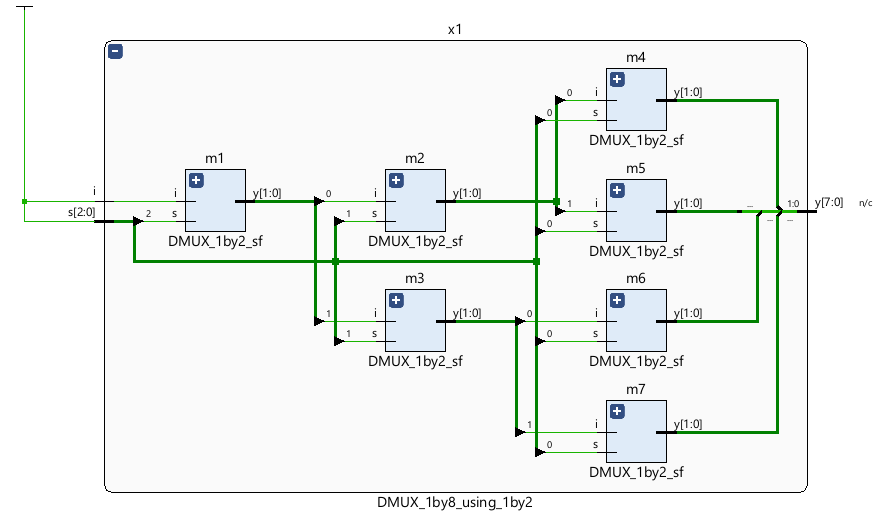 x1
m4
0 i y[1:0]
0 s
DMUX_1by2_sf
m1
i i y[1:0]
s[2:0] 2 s
DMUX_1by2_sf
m2
0 i y[1:0]
1 s
DMUX_1by2_sf
m5
1 i y[1:0]
0 s
DMUX_1by2_sf
1:0 y[7:0] n/c
m3
1 i y[1:0]
1 s
DMUX_1by2_sf
m6
0 i y[1:0]
0 s
DMUX_1by2_sf
m7
1 i y[1:0]
0 s
DMUX_1by2_sf
DMUX_1by8_using_1by2